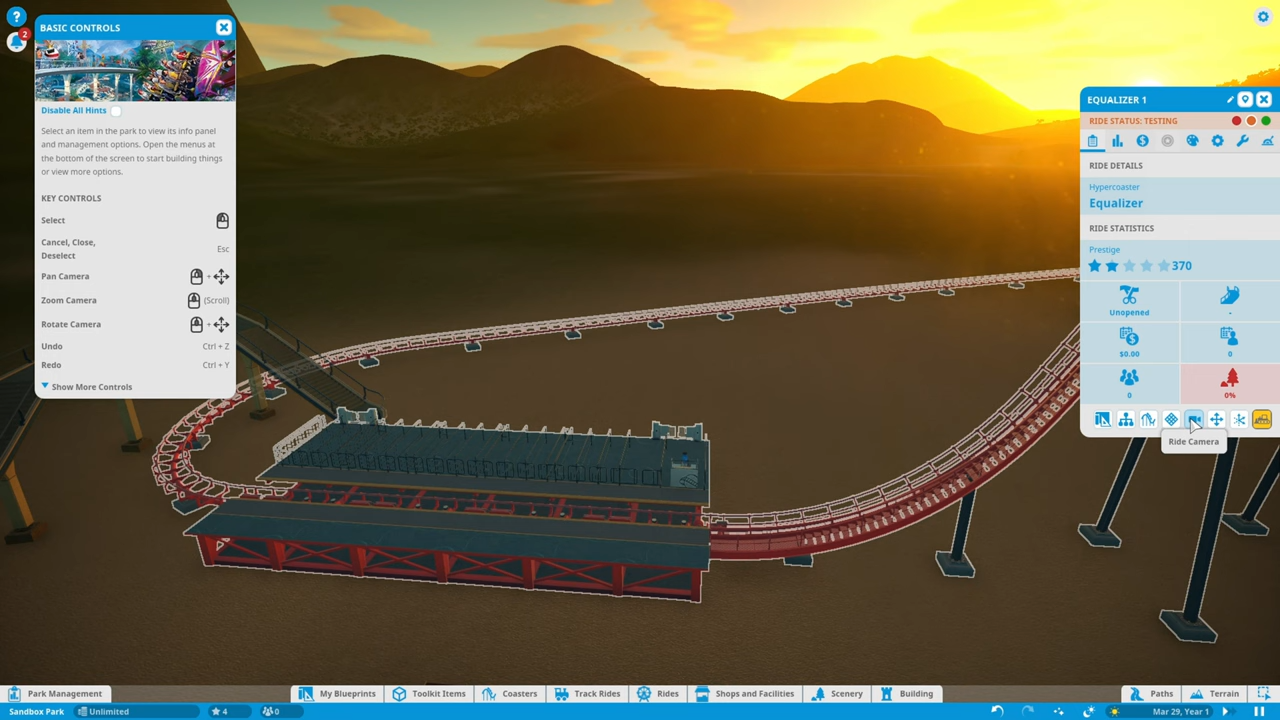 ?
2
BASIC CONTROLS
Disable All Hints
Select an item in the park to view its info panel
and management options. Open the menus at
the bottom of the screen to start building things
or view more options.
KEY CONTROLS
Select
Cancel, Close,
Deselect
Esc
Pan Camera
+
Zoom Camera
(Scroll)
Rotate Camera
+
Undo
Ctrl + Z
Redo
Ctrl + Y
Show More Controls
EQUALIZER 1
RIDE STATUS: TESTING
RIDE DETAILS
Hypercoaster
Equalizer
RIDE STATISTICS
Prestige
370
Unopened
-
$0.00
0
0
0%
Ride Camera
Park Management
My Blueprints
Toolkit Items
Coasters
Track Rides
Rides
Shops and Facilities
Scenery
Building
Paths
Terrain
Sandbox Park
Unlimited
4
0
Mar 29, Year 1